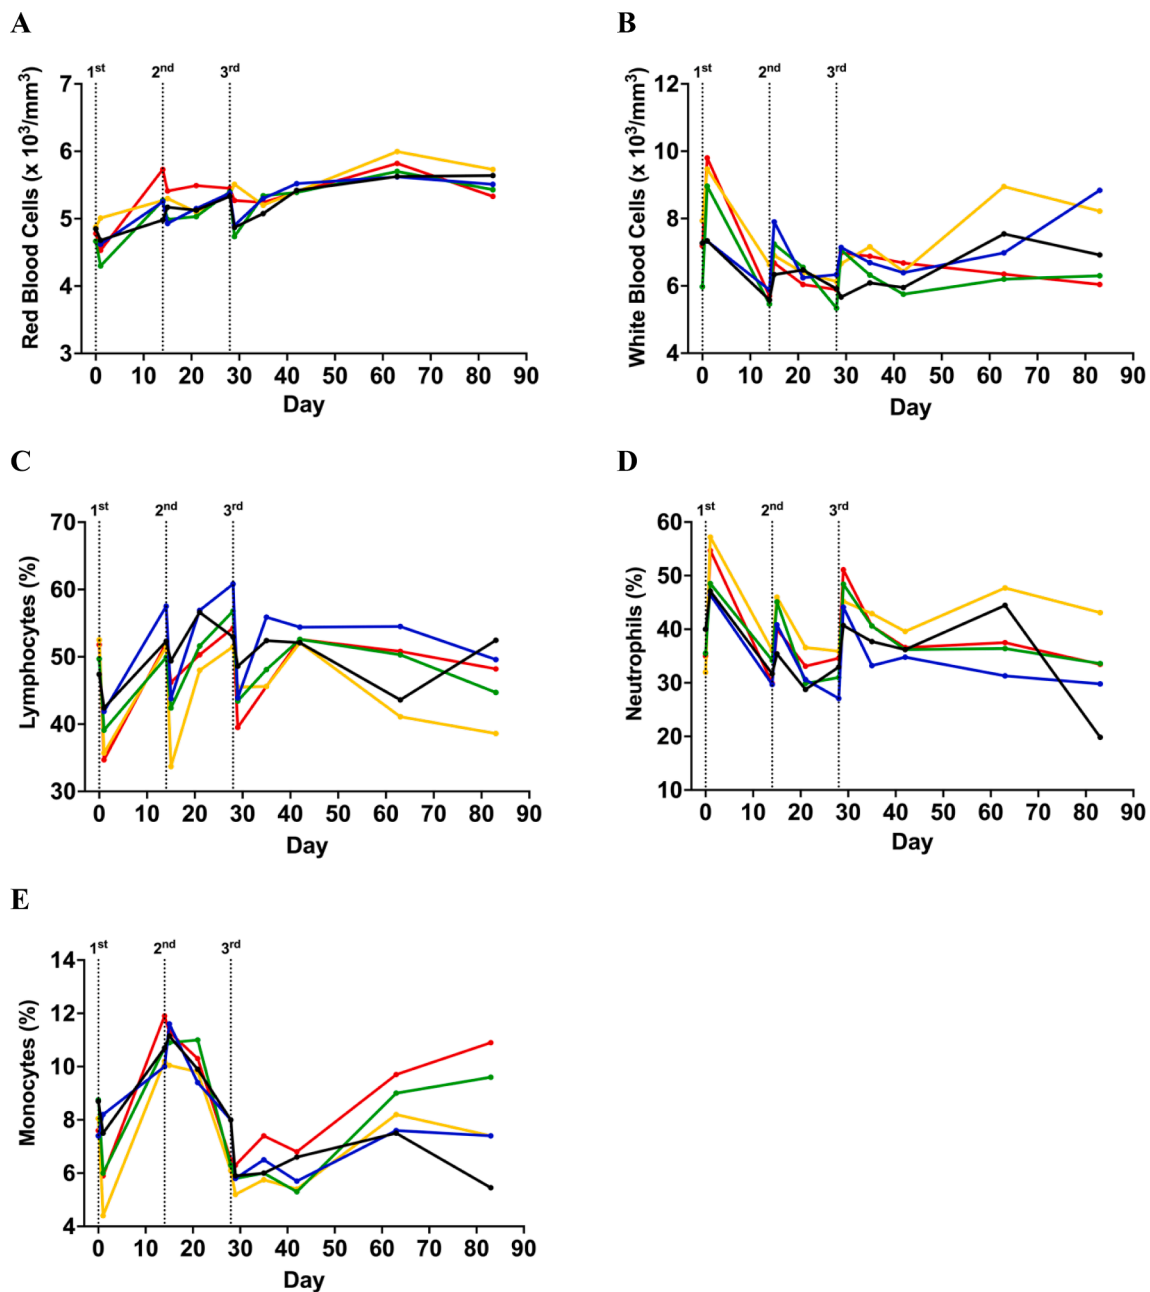 A
1st 2nd 3rd
Red Blood Cells (x 10³/mm³)
7
6
5
4
3
0 10 20 30 40 50 60 70 80 90
Day
B
1st 2nd 3rd
White Blood Cells (x 10³/mm³)
12
10
8
6
4
0 10 20 30 40 50 60 70 80 90
Day
C
1st 2nd 3rd
Lymphocytes (%)
70
60
50
40
30
0 10 20 30 40 50 60 70 80 90
Day
D
1st 2nd 3rd
Neutrophils (%)
60
50
40
30
20
10
0 10 20 30 40 50 60 70 80 90
Day
E
1st 2nd 3rd
Monocytes (%)
14
12
10
8
6
4
0 10 20 30 40 50 60 70 80 90
Day